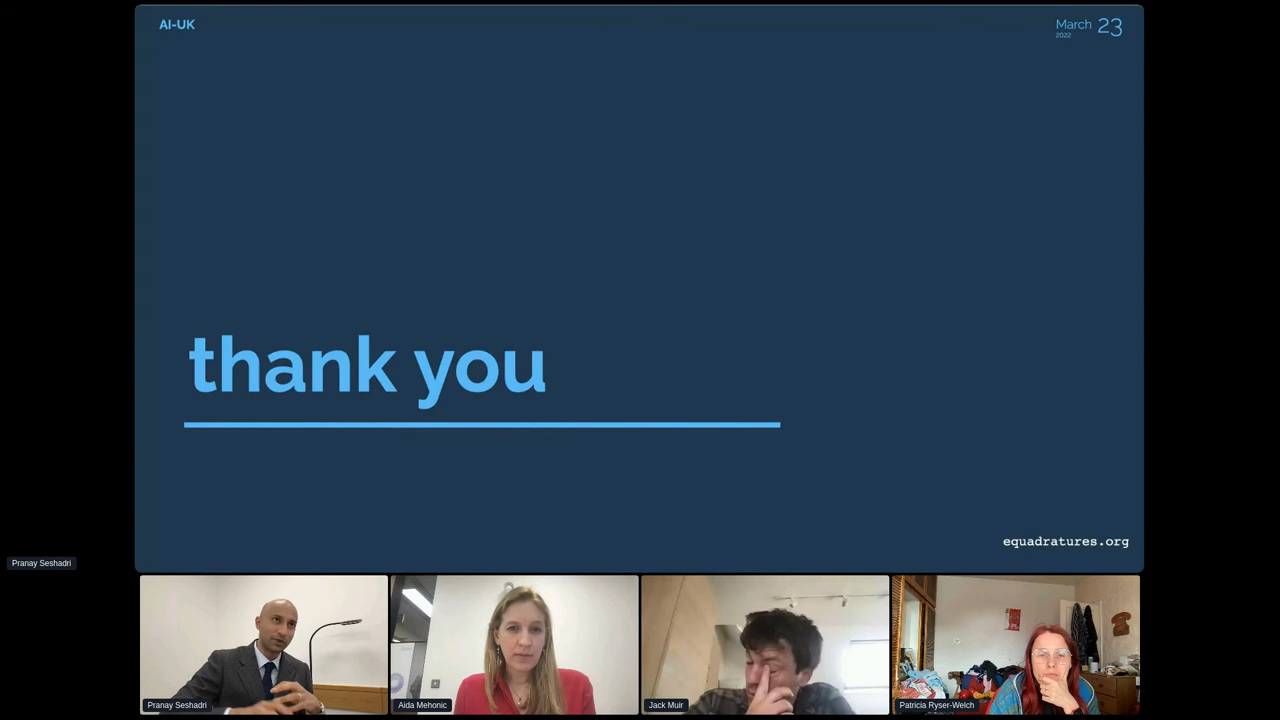 AI-UK
March 23
2022
thank you
equadratures.org
Pranay Seshadri
Pranay Seshadri
Aida Mehonic
Jack Muir
Patricia Ryser-Welch